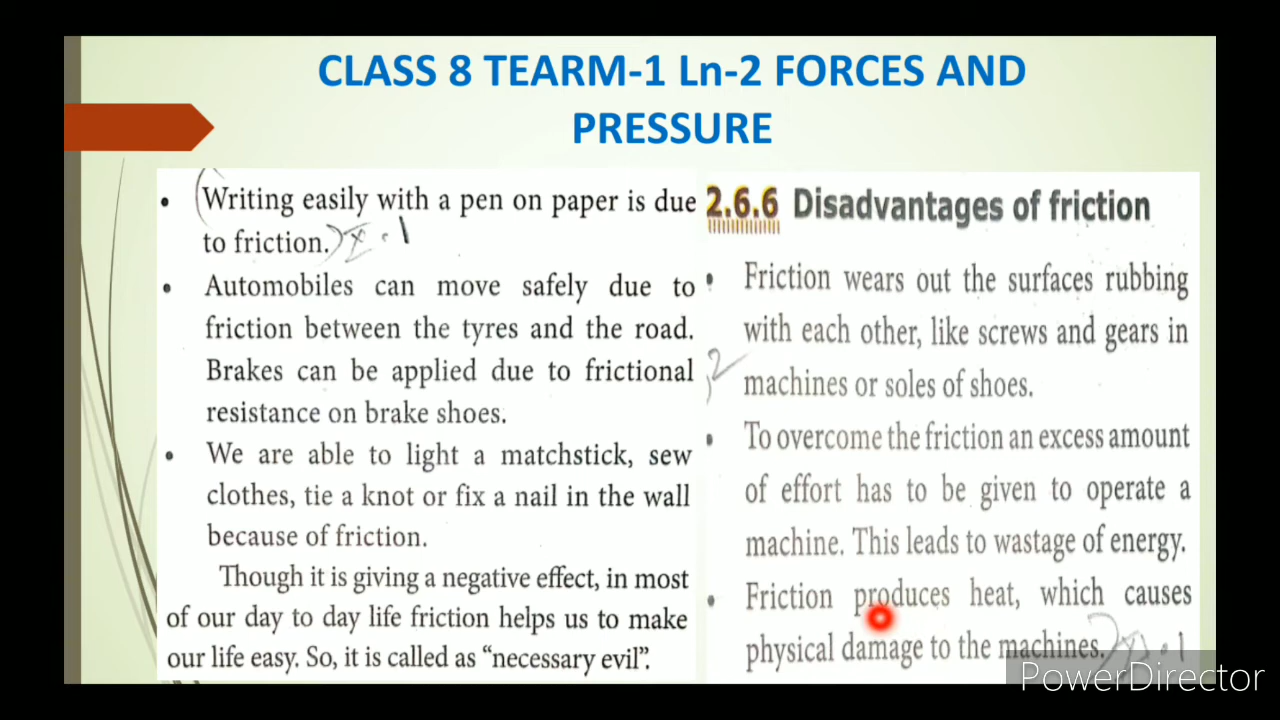 CLASS 8 TEARM-1 Ln-2 FORCES AND
PRESSURE
• Writing easily with a pen on paper is due
to friction.
• Automobiles can move safely due to
friction between the tyres and the road.
Brakes can be applied due to frictional
resistance on brake shoes.
• We are able to light a matchstick, sew
clothes, tie a knot or fix a nail in the wall
because of friction.
Though it is giving a negative effect, in most
of our day to day life friction helps us to make
our life easy. So, it is called as “necessary evil”.
2.6.6 Disadvantages of friction
• Friction wears out the surfaces rubbing
with each other, like screws and gears in
machines or soles of shoes.
• To overcome the friction an excess amount
of effort has to be given to operate a
machine. This leads to wastage of energy.
• Friction produces heat, which causes
physical damage to the machines.
PowerDirector